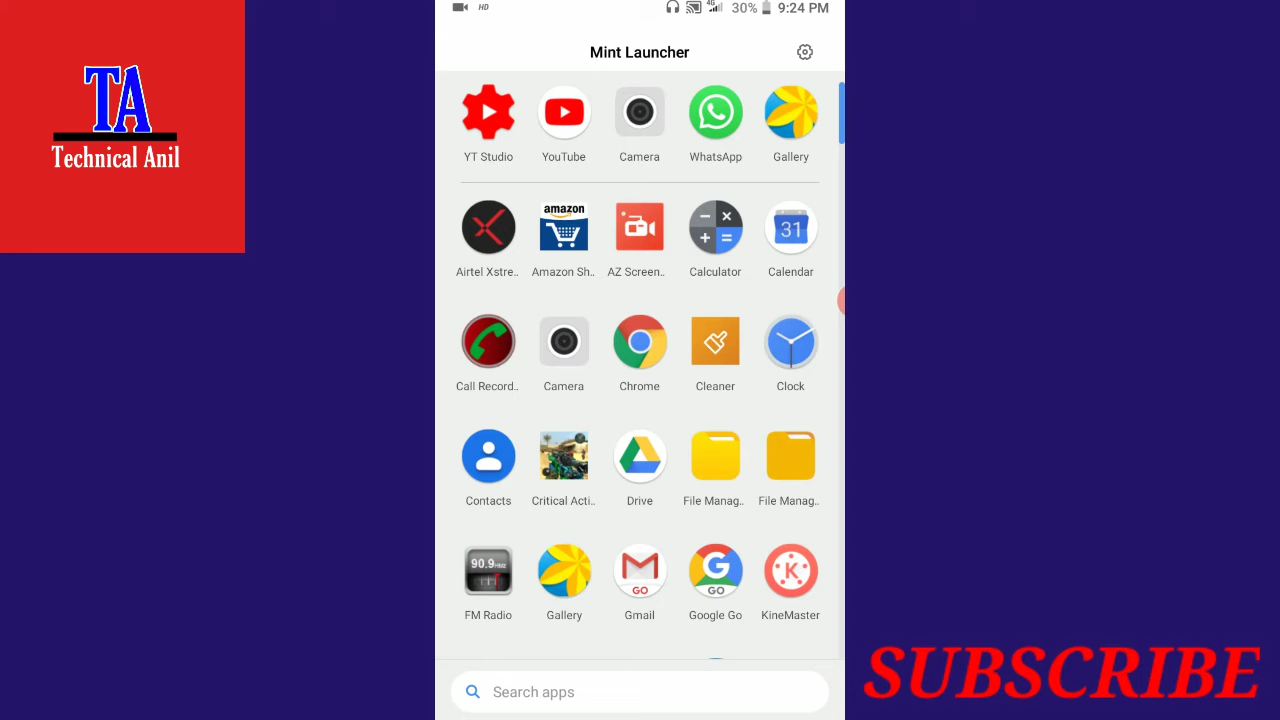 TA
Technical Anil
HD
4G
30%
9:24 PM
Mint Launcher
YT Studio
YouTube
Camera
WhatsApp
Gallery
amazon
31
Airtel Xstre..
Amazon Sh..
AZ Screen..
Calculator
Calendar
Call Record..
Camera
Chrome
Cleaner
Clock
Contacts
Critical Acti..
Drive
File Manag..
File Manag..
90.9MHz
GO
G
GO
K
FM Radio
Gallery
Gmail
Google Go
KineMaster
Search apps
SUBSCRIBE